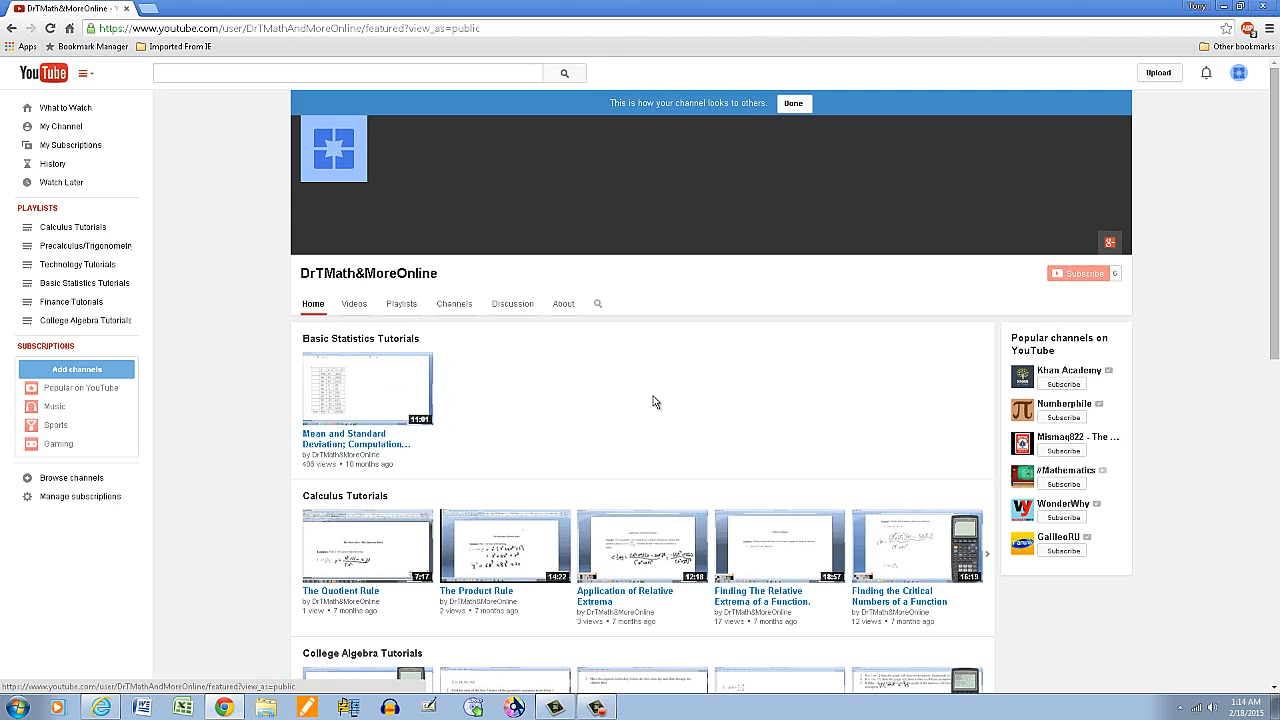 DrTMath&MoreOnline - Y
Tony
https://www.youtube.com/user/DrTMathAndMoreOnline/featured?view_as=public
Apps Bookmark Manager Imported From IE Other bookmarks
YouTube Upload
What to Watch
My Channel
My Subscriptions
History
Watch Later
PLAYLISTS
Calculus Tutorials
Precalculus/Trigonometry
Technology Tutorials
Basic Statistics Tutorials
Finance Tutorials
College Algebra Tutorials
SUBSCRIPTIONS
Add channels
Popular on YouTube
Music
Sports
Gaming
Browse channels
Manage subscriptions
This is how your channel looks to others. Done
DrTMath&MoreOnline
Subscribe 6
Home Videos Playlists Channels Discussion About
Basic Statistics Tutorials
11:01
Mean and Standard
Deviation; Computation...
by DrTMath&MoreOnline
408 views • 10 months ago
Calculus Tutorials
7:17
The Quotient Rule
by DrTMath&MoreOnline
1 view • 7 months ago
14:22
The Product Rule
by DrTMath&MoreOnline
2 views • 7 months ago
12:18
Application of Relative
Extrema
by DrTMath&MoreOnline
3 views • 7 months ago
18:57
Finding The Relative
Extrema of a Function.
by DrTMath&MoreOnline
17 views • 7 months ago
16:19
Finding the Critical
Numbers of a Function
by DrTMath&MoreOnline
12 views • 7 months ago
College Algebra Tutorials
Popular channels on
YouTube
Khan Academy
Subscribe
Numberphile
Subscribe
Mismag822 - The ...
Subscribe
#Mathematics
Subscribe
WonderWhy
Subscribe
GalileoRU
Subscribe
https://www.youtube.com/user/DrTMathAndMoreOnline/featured?view_as=public
1:14 AM
2/18/2015